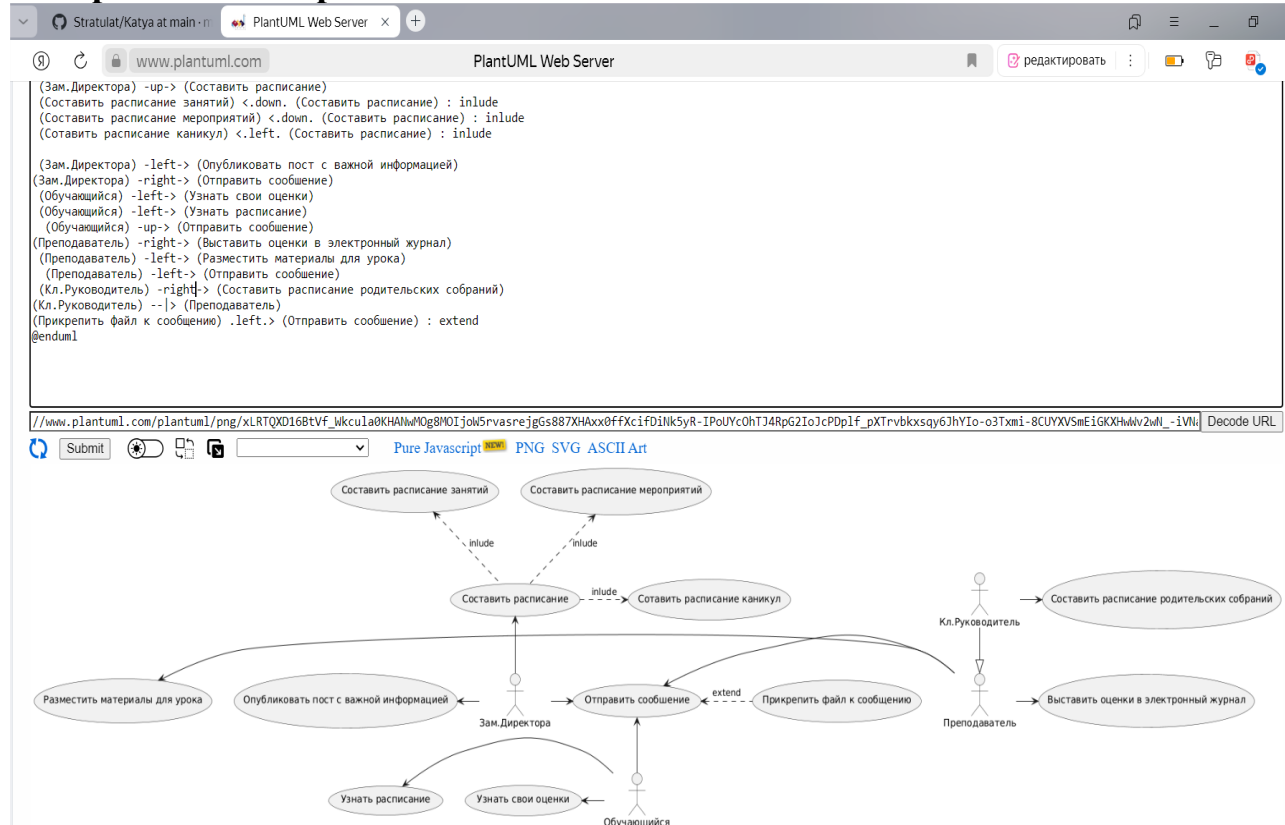 Stratulat/Katya at main · n
PlantUML Web Server
www.plantuml.com
PlantUML Web Server
редактировать
(Зам.Директора) -up-> (Составить расписание)
(Составить расписание занятий) <.down. (Составить расписание) : inlude
(Составить расписание мероприятий) <.down. (Составить расписание) : inlude
(Сотавить расписание каникул) <.left. (Составить расписание) : inlude
(Зам.Директора) -left-> (Опубликовать пост с важной информацией)
(Зам.Директора) -right-> (Отправить сообшение)
(Обучающийся) -left-> (Узнать свои оценки)
(Обучающийся) -left-> (Узнать расписание)
(Обучающийся) -up-> (Отправить сообшение)
(Преподаватель) -right-> (Выставить оценки в электронный журнал)
(Преподаватель) -left-> (Разместить материалы для урока)
(Преподаватель) -left-> (Отправить сообшение)
(Кл.Руководитель) -right-> (Составить расписание родительских собраний)
(Кл.Руководитель) --|> (Преподаватель)
(Прикрепить файл к сообщению) .left.> (Отправить сообшение) : extend
@enduml
Decode URL
Submit
Pure Javascript NEW! PNG SVG ASCII Art
Составить расписание занятий
Составить расписание мероприятий
inlude
inlude
Составить расписание
inlude
Сотавить расписание каникул
Составить расписание родительских собраний
Кл.Руководитель
Разместить материалы для урока
Опубликовать пост с важной информацией
Отправить сообшение
extend
Прикрепить файл к сообщению
Выставить оценки в электронный журнал
Зам.Директора
Преподаватель
Узнать расписание
Узнать свои оценки
Обучающийся